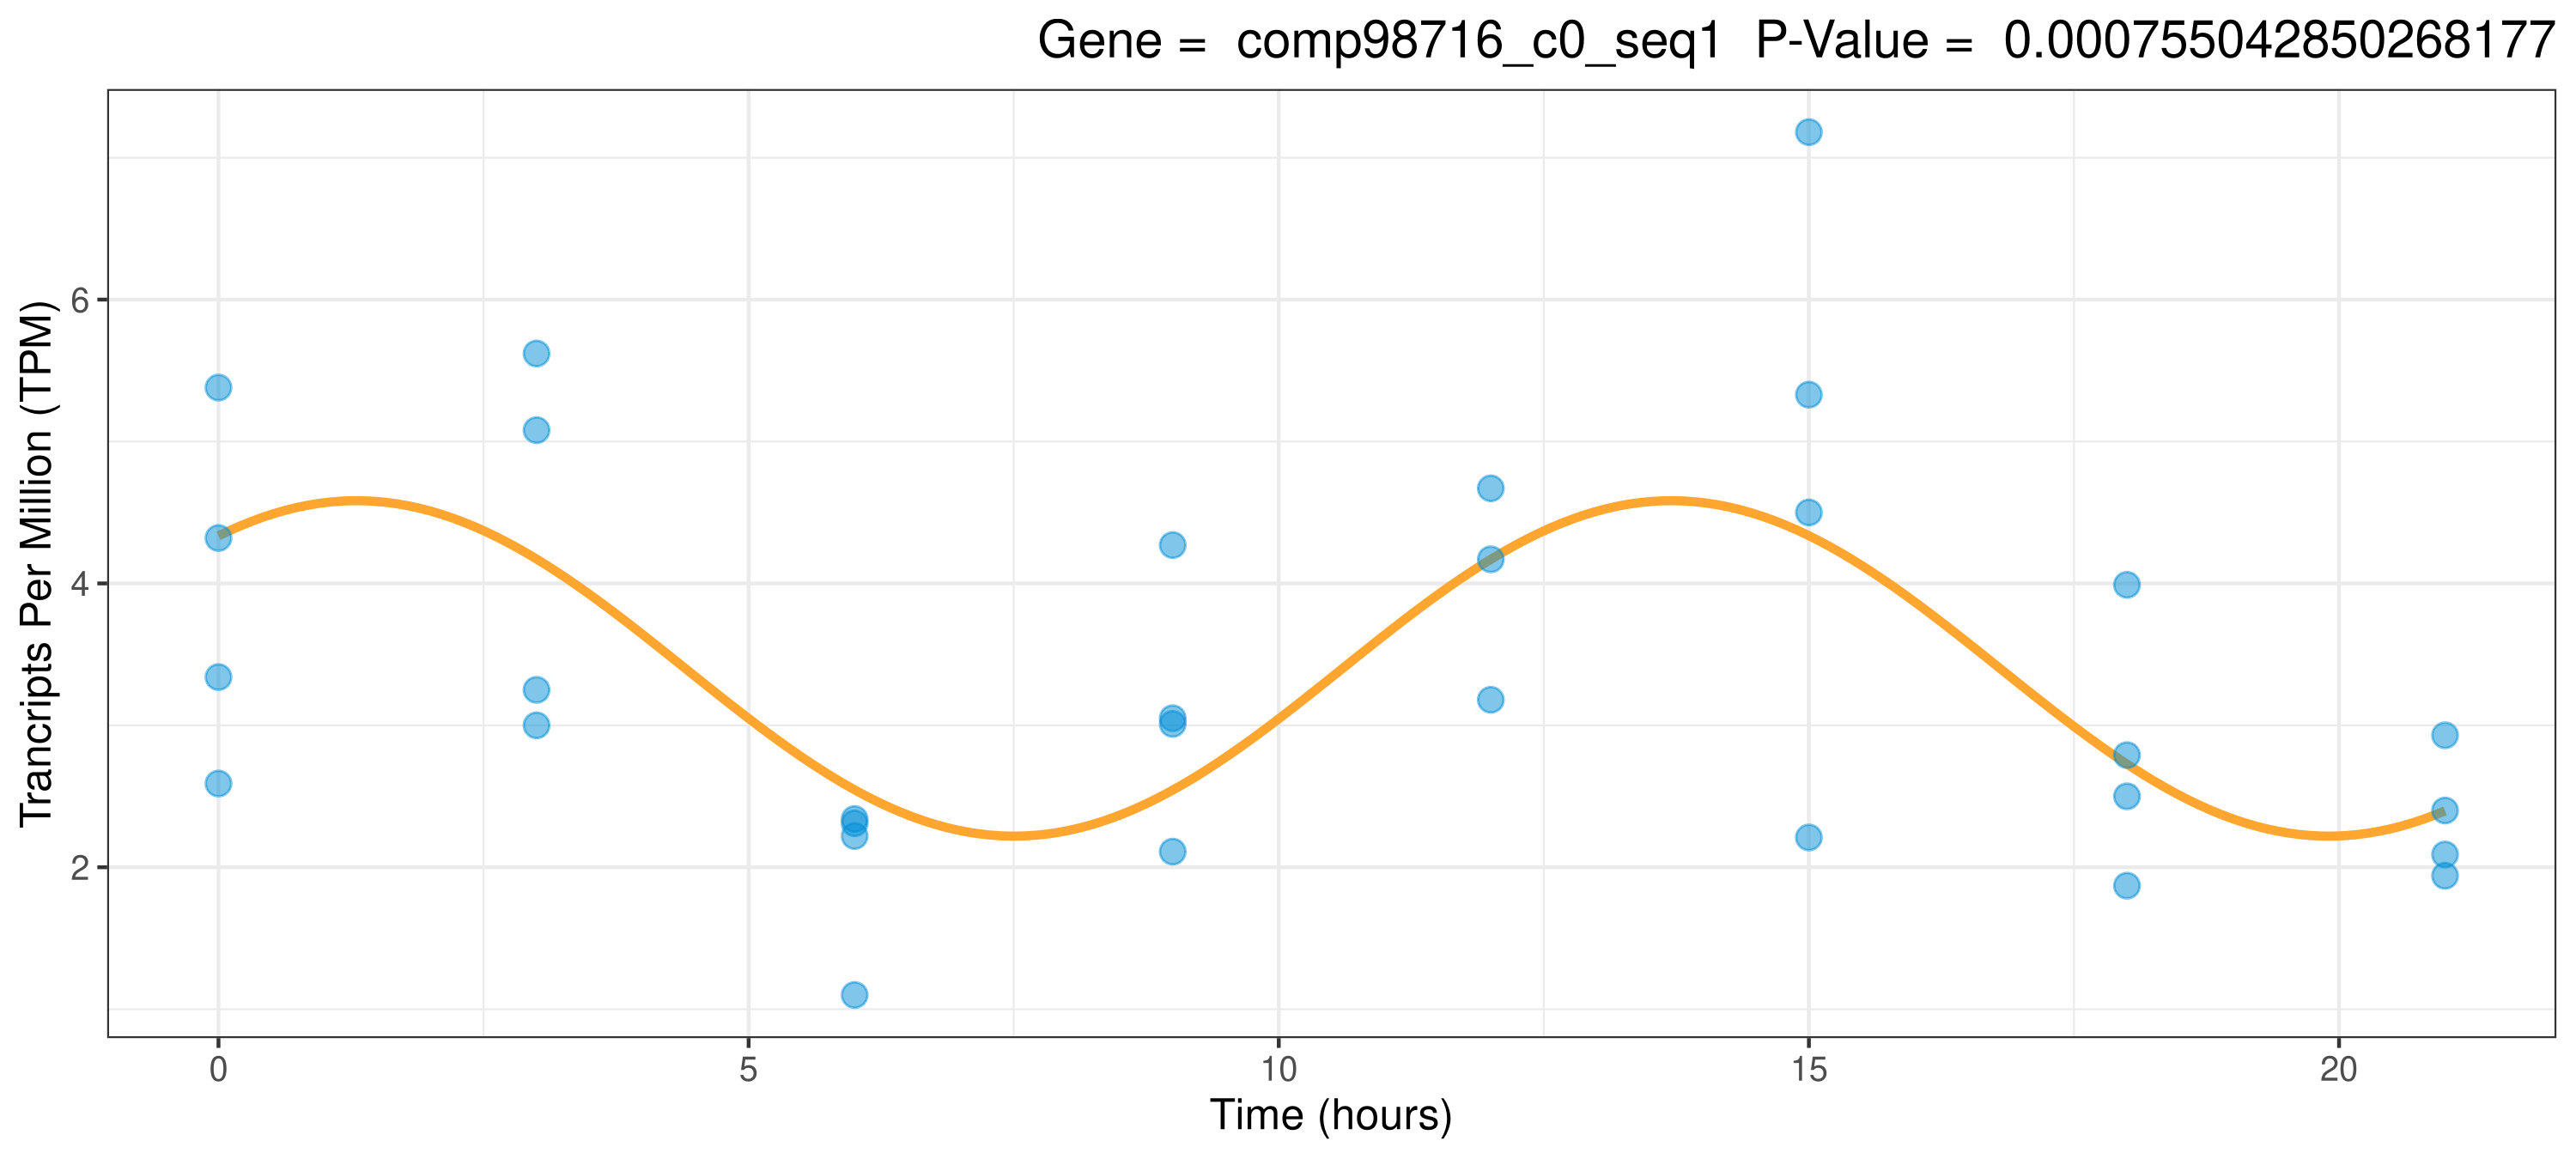 Gene =  comp98716_c0_seq1  P-Value =  0.000755042850268177
Trancripts Per Million (TPM)
6
4
2
0 5 10 15 20
Time (hours)